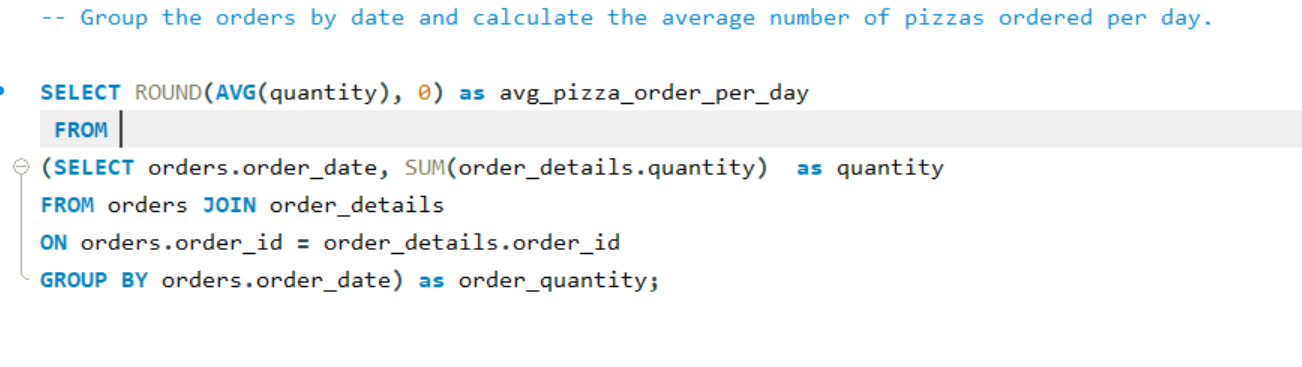 -- Group the orders by date and calculate the average number of pizzas ordered per day.
SELECT ROUND(AVG(quantity), 0) as avg_pizza_order_per_day
FROM
(SELECT orders.order_date, SUM(order_details.quantity)  as quantity
FROM orders JOIN order_details
ON orders.order_id = order_details.order_id
GROUP BY orders.order_date) as order_quantity;